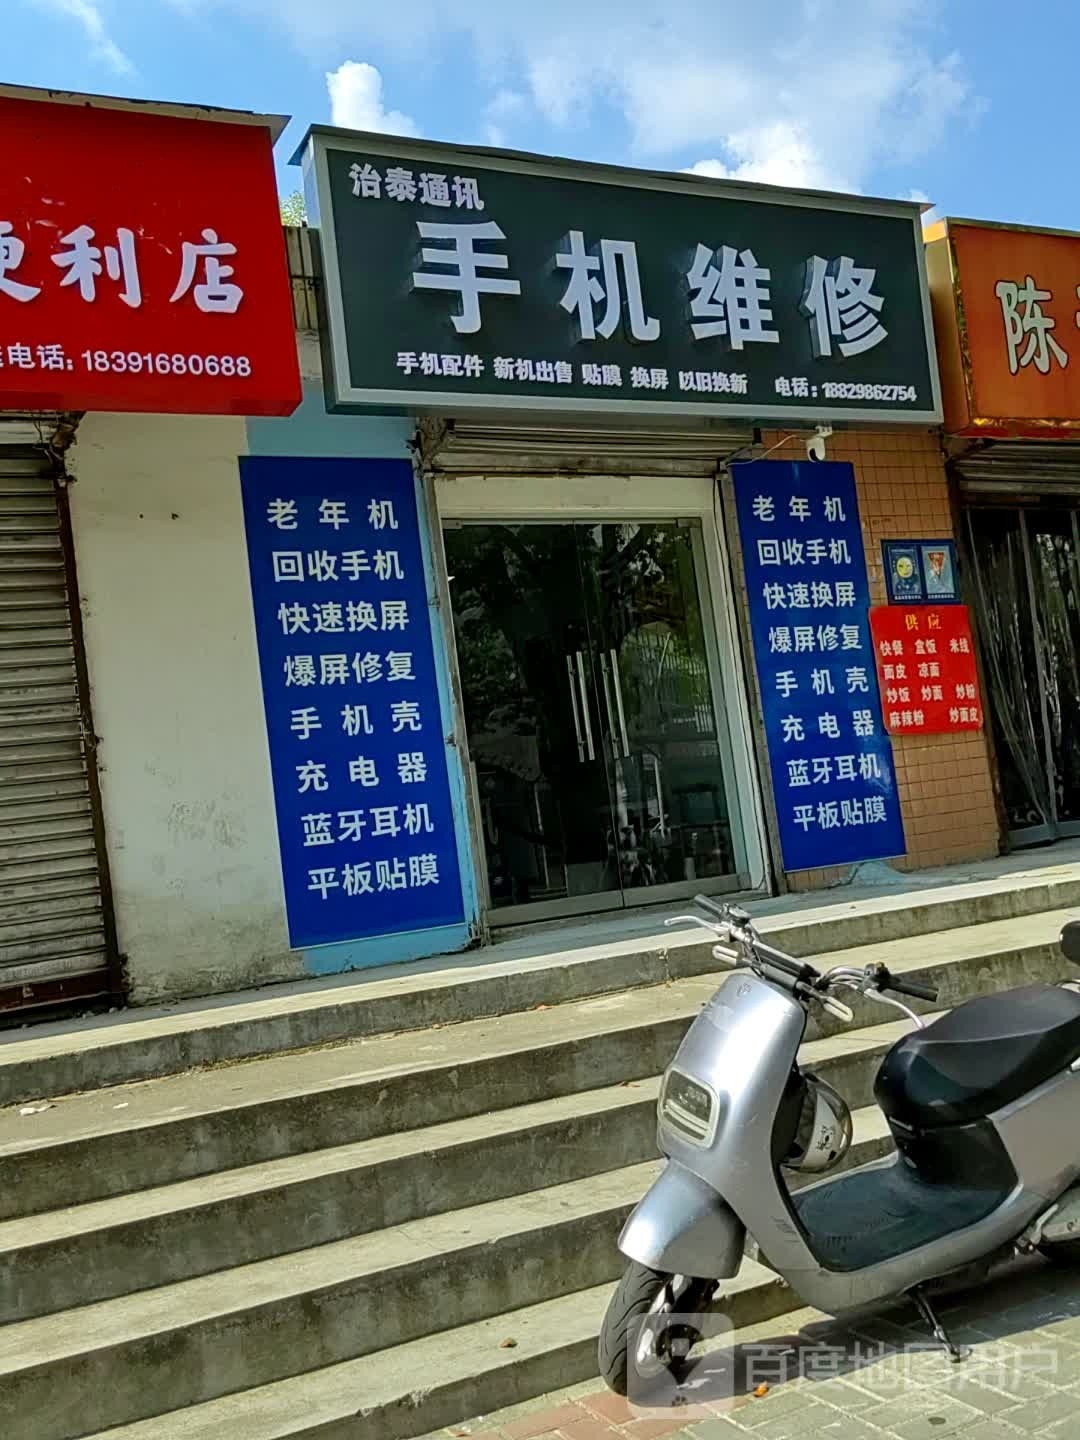 便利店
电话:18391680688
治泰通讯
手机维修
手机配件 新机出售 贴膜 换屏 以旧换新 电话:18829862754
陈
老年机
回收手机
快速换屏
爆屏修复
手机壳
充电器
蓝牙耳机
平板贴膜
老年机
回收手机
快速换屏
爆屏修复
手机壳
充电器
蓝牙耳机
平板贴膜
供应
快餐 盒饭 米线
面皮 凉面
炒饭 炒面 炒粉
麻辣粉 炒面皮
百度地图用户